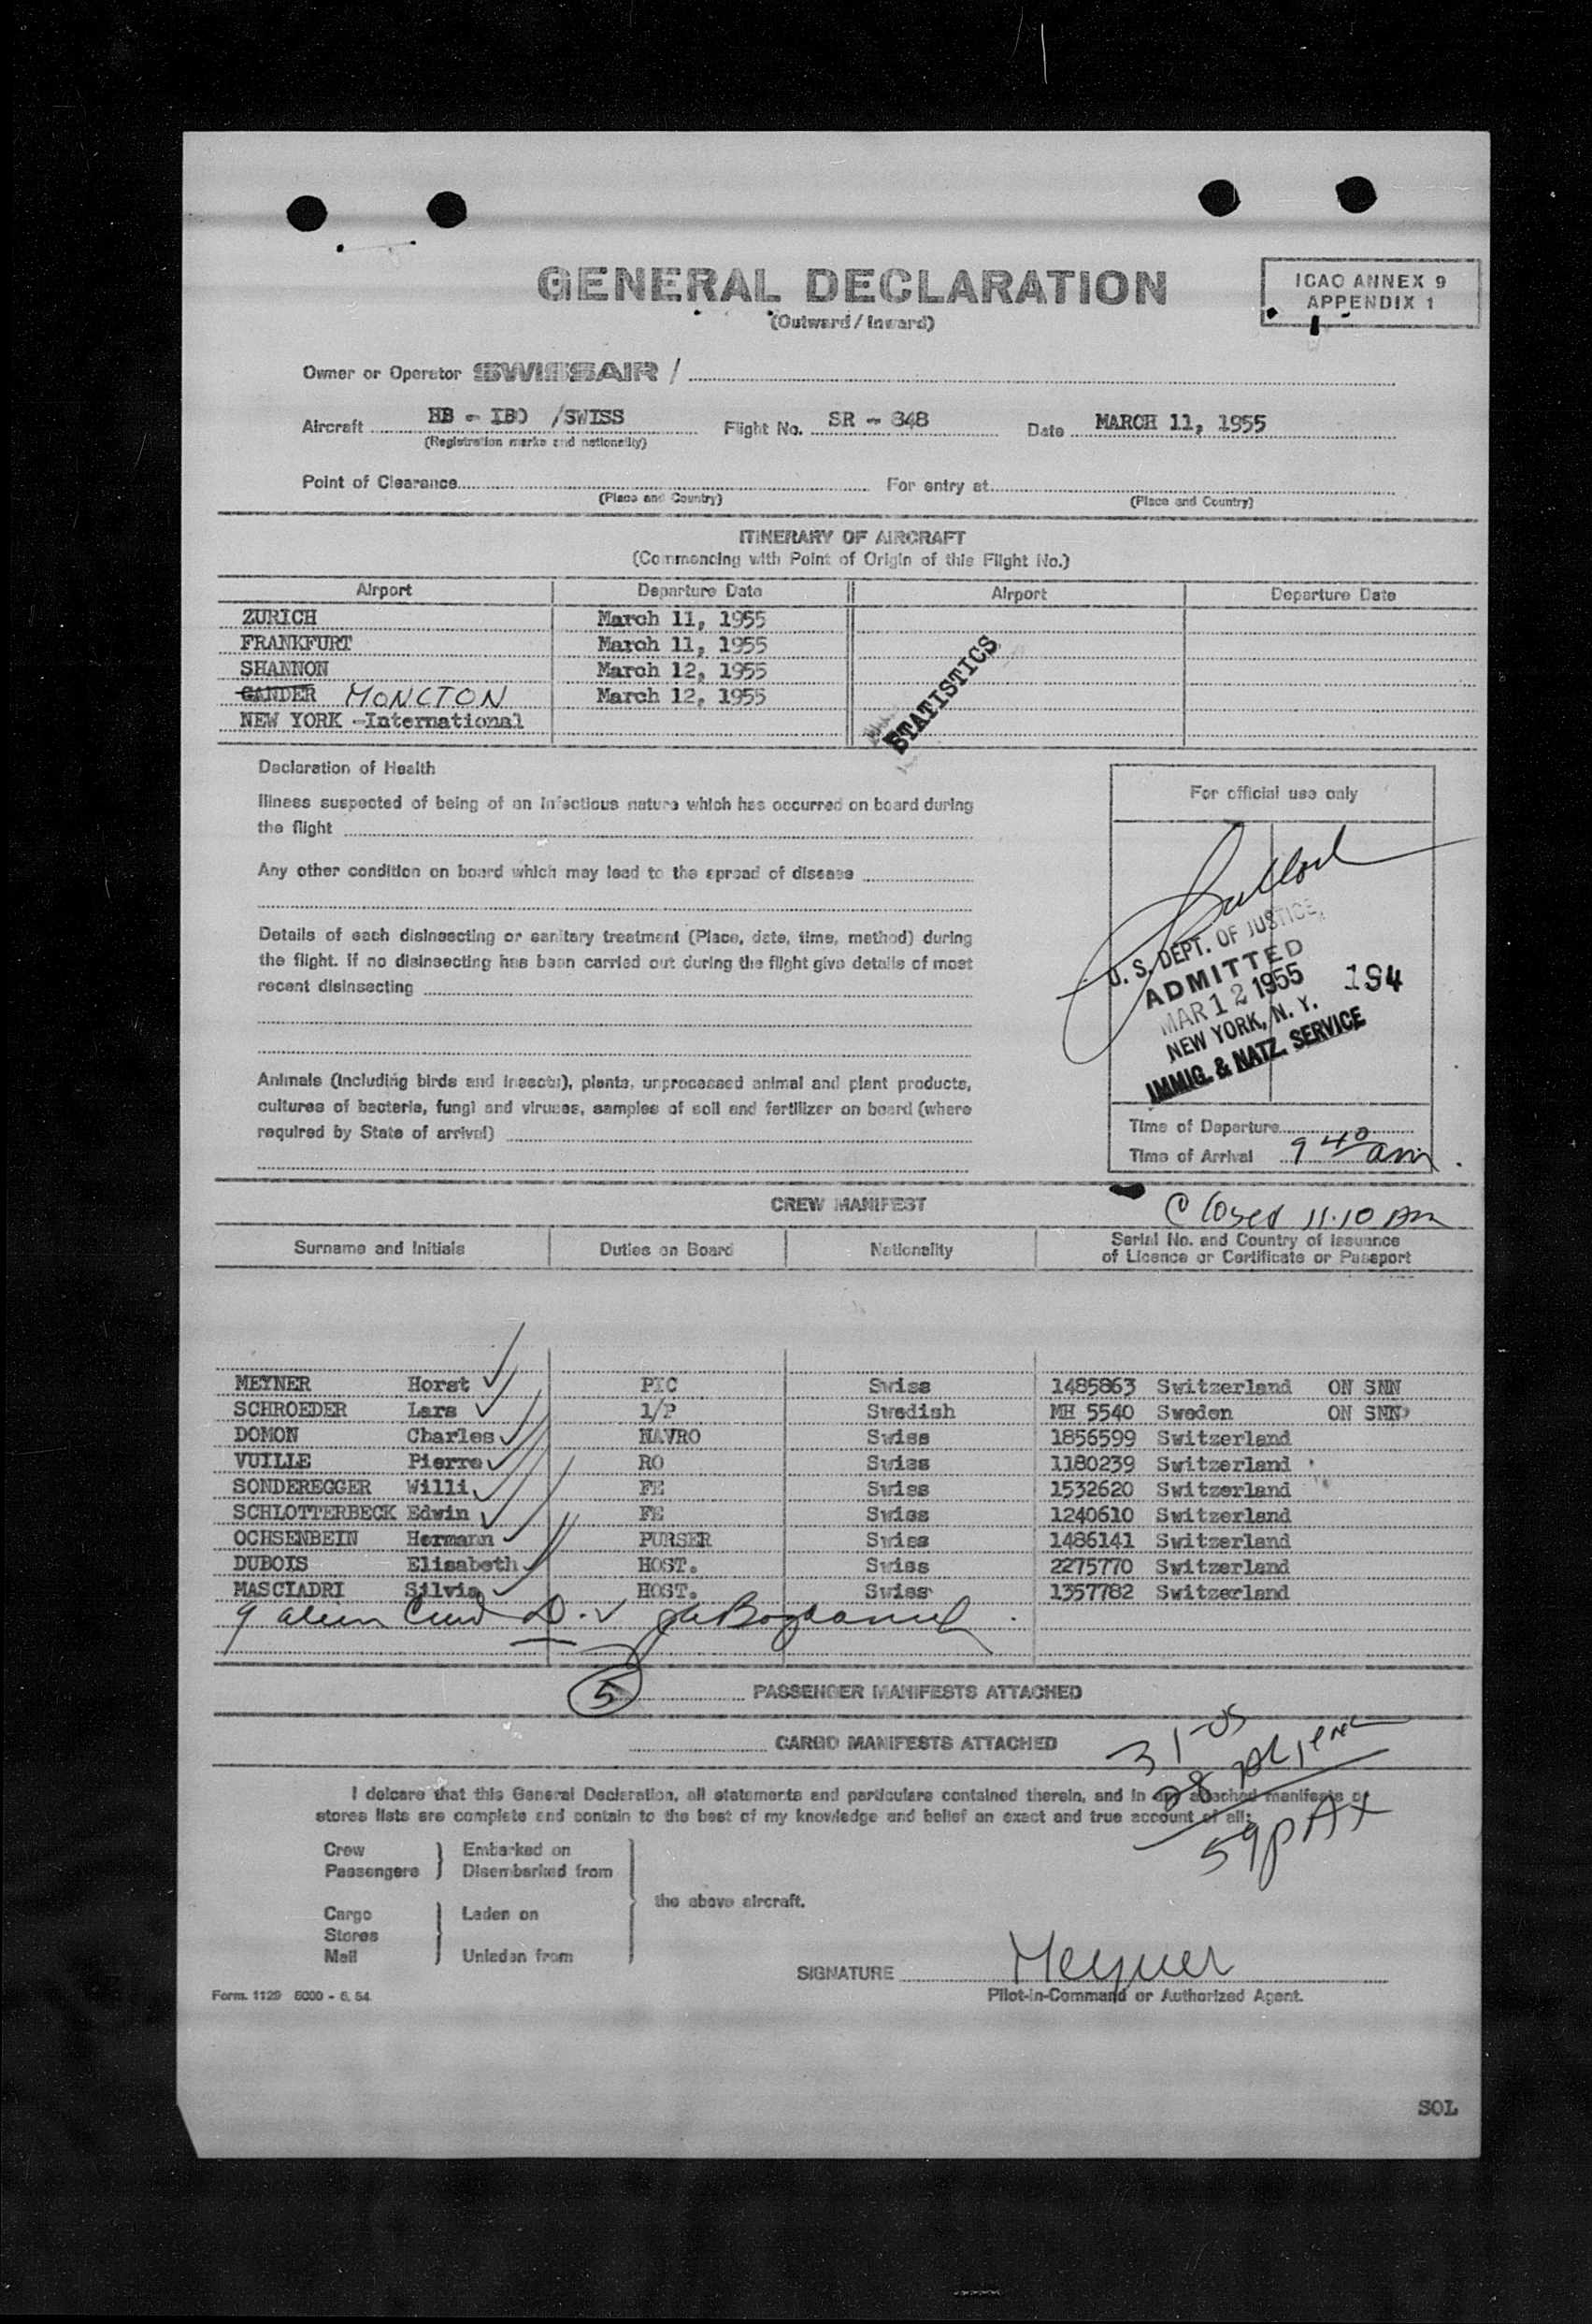 GENERAL DECLARATION
(Outward / Inward)
ICAO ANNEX 9
APPENDIX 1
Owner or Operator SWISSAIR /
Aircraft HB - IBO /SWISS Flight No. SR - 848 Date MARCH 11, 1955
(Registration marks and nationality)
Point of Clearance For entry at
(Place and Country) (Place and Country)
ITINERARY OF AIRCRAFT
(Commencing with Point of Origin of this Flight No.)
Airport Departure Date Airport Departure Date
ZURICH March 11, 1955
FRANKFURT March 11, 1955
SHANNON March 12, 1955
GANDER MONCTON March 12, 1955
NEW YORK -International
STATISTICS
Declaration of Health
Illness suspected of being of an infectious nature which has occurred on board during
the flight
Any other condition on board which may lead to the spread of disease
Details of each disinsecting or sanitary treatment (Place, date, time, method) during
the flight. If no disinsecting has been carried out during the flight give details of most
recent disinsecting
Animals (including birds and insects), plants, unprocessed animal and plant products,
cultures of bacteria, fungi and viruses, samples of soil and fertilizer on board (where
required by State of arrival)
For official use only
U. S. DEPT. OF JUSTICE
ADMITTED
MAR 12 1955 194
NEW YORK, N. Y.
IMMIG. & NATZ. SERVICE
Time of Departure
Time of Arrival 9 40 am.
CREW MANIFEST
Closed 11.10 AM
Surname and Initials Duties on Board Nationality Serial No. and Country of Issuance
of Licence or Certificate or Passport
MEYNER Horst PIC Swiss 1485863 Switzerland ON SNN
SCHROEDER Lars 1/P Swedish MH 5540 Sweden ON SNN
DOMON Charles NAVRO Swiss 1856599 Switzerland
VUILLE Pierre RO Swiss 1180239 Switzerland
SONDEREGGER Willi FE Swiss 1532620 Switzerland
SCHLOTTERBECK Edwin FE Swiss 1240610 Switzerland
OCHSENBEIN Hermann PURSER Swiss 1486141 Switzerland
DUBOIS Elisabeth HOST. Swiss 2275770 Switzerland
MASCIADRI Silvia HOST. Swiss 1357782 Switzerland
9 alien
5 PASSENGER MANIFESTS ATTACHED
CARGO MANIFESTS ATTACHED
31-US
28
59 PAX
I delcare that this General Declaration, all statements and particulars contained therein, and in any attached manifests or
stores lists are complete and contain to the best of my knowledge and belief an exact and true account of all:
Crew Embarked on
Passengers Disembarked from
the above aircraft.
Cargo Laden on
Stores
Mail Unladen from
SIGNATURE Meyner
Pilot-in-Command or Authorized Agent.
Form. 1129 5000 - 6. 54
SOL